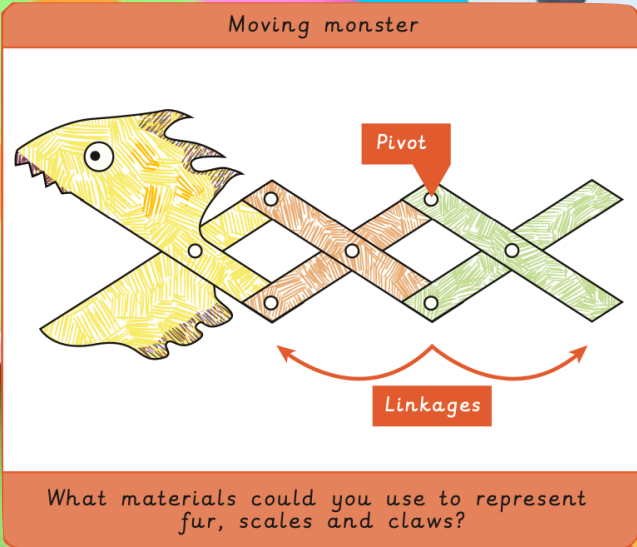 Moving monster
Pivot
Linkages
What materials could you use to represent
fur, scales and claws?